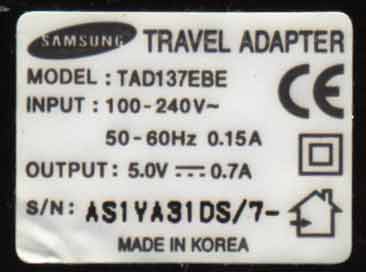 SAMSUNG TRAVEL ADAPTER
MODEL : TAD137EBE
INPUT : 100-240V~
50-60Hz 0.15A
OUTPUT: 5.0V ⎓ 0.7A
S/N: AS1YA31DS/7-
MADE IN KOREA
CE